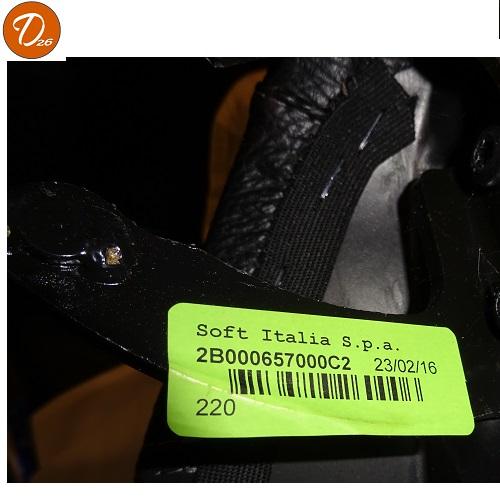 D26
Soft Italia S.p.a.
2B000657000C2 23/02/16
220